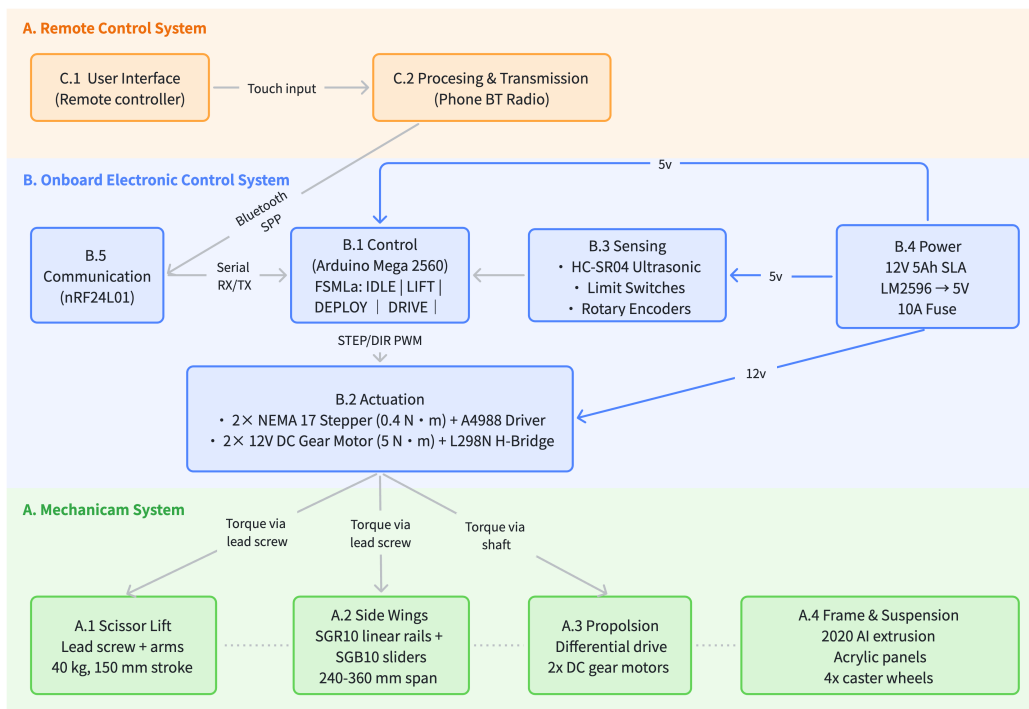 A. Remote Control System
C.1 User Interface
(Remote controller)
Touch input
C.2 Procesing & Transmission
(Phone BT Radio)
B. Onboard Electronic Control System
5v
Bluetooth
SPP
B.5
Communication
(nRF24L01)
Serial
RX/TX
B.1 Control
(Arduino Mega 2560)
FSMLa: IDLE | LIFT |
DEPLOY | DRIVE |
B.3 Sensing
• HC-SR04 Ultrasonic
• Limit Switches
• Rotary Encoders
5v
B.4 Power
12V 5Ah SLA
LM2596 → 5V
10A Fuse
STEP/DIR PWM
12v
B.2 Actuation
• 2× NEMA 17 Stepper (0.4 N•m) + A4988 Driver
• 2× 12V DC Gear Motor (5 N•m) + L298N H-Bridge
A. Mechanicam System
Torque via
lead screw
Torque via
lead screw
Torque via
shaft
A.1 Scissor Lift
Lead screw + arms
40 kg, 150 mm stroke
A.2 Side Wings
SGR10 linear rails +
SGB10 sliders
240-360 mm span
A.3 Propolsion
Differential drive
2x DC gear motors
A.4 Frame & Suspension
2020 AI extrusion
Acrylic panels
4x caster wheels